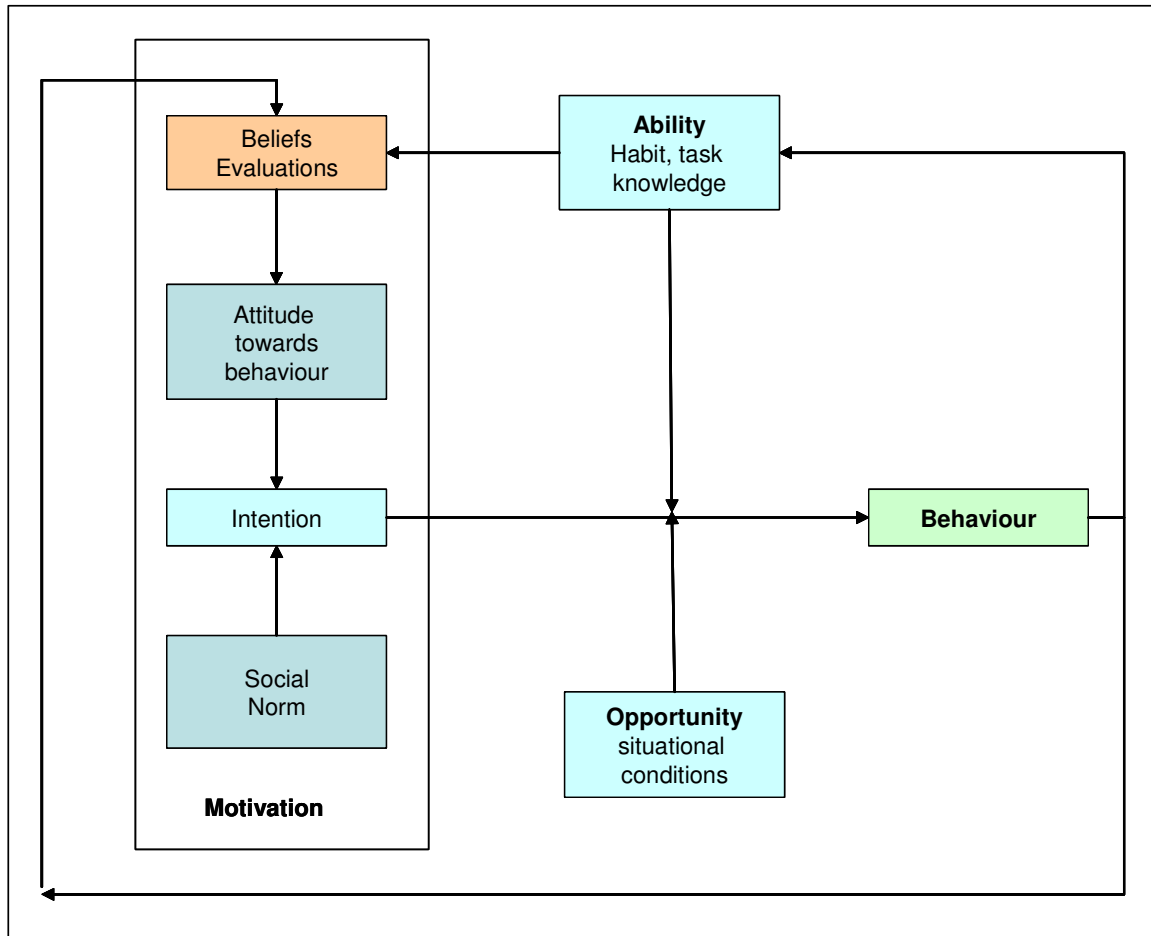 Beliefs
Evaluations
Ability
Habit, task
knowledge
Attitude
towards
behaviour
Intention
Behaviour
Social
Norm
Opportunity
situational
conditions
Motivation